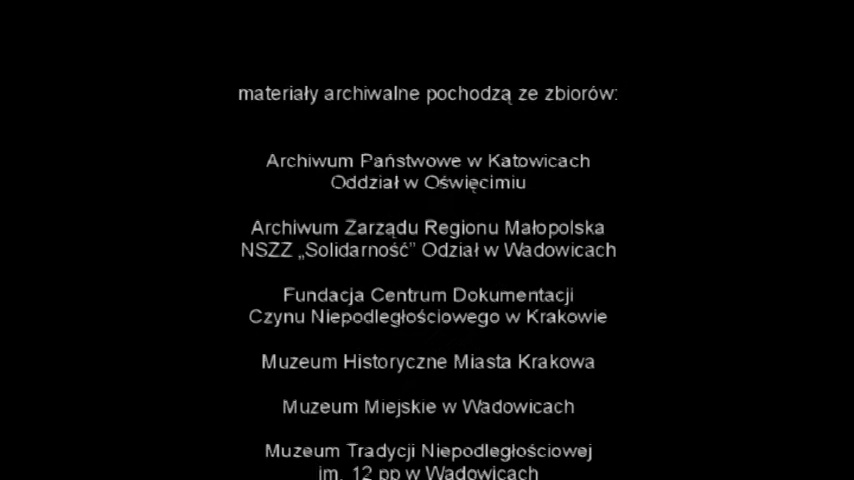 materiały archiwalne pochodzą ze zbiorów:
Archiwum Państwowe w Katowicach
Oddział w Oświęcimiu
Archiwum Zarządu Regionu Małopolska
NSZZ „Solidarność” Odział w Wadowicach
Fundacja Centrum Dokumentacji
Czynu Niepodległościowego w Krakowie
Muzeum Historyczne Miasta Krakowa
Muzeum Miejskie w Wadowicach
Muzeum Tradycji Niepodległościowej
im. 12 pp w Wadowicach